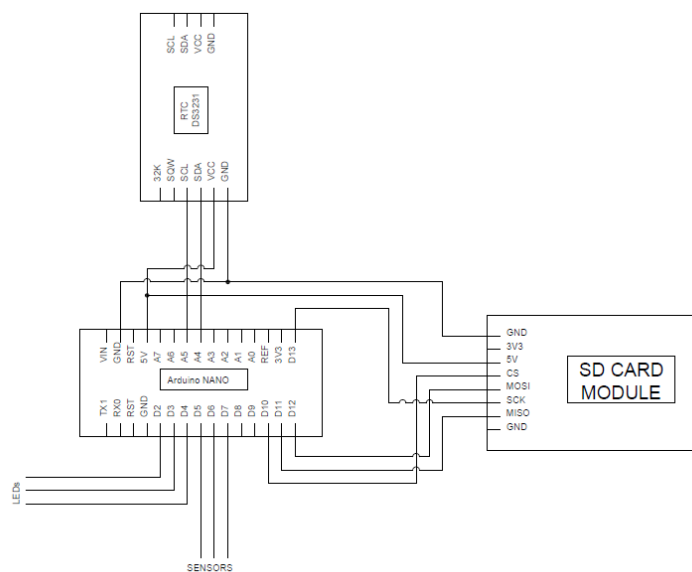 SCL
SDA
VCC
GND
RTC
DS3231
32K
SQW
SCL
SDA
VCC
GND
VIN
GND
RST
5V
A7
A6
A5
A4
A3
A2
A1
A0
REF
3V3
D13
Arduino NANO
TX1
RX0
RST
GND
D2
D3
D4
D5
D6
D7
D8
D9
D10
D11
D12
GND
3V3
5V
CS
MOSI
SCK
MISO
GND
SD CARD
MODULE
LEDs
SENSORS